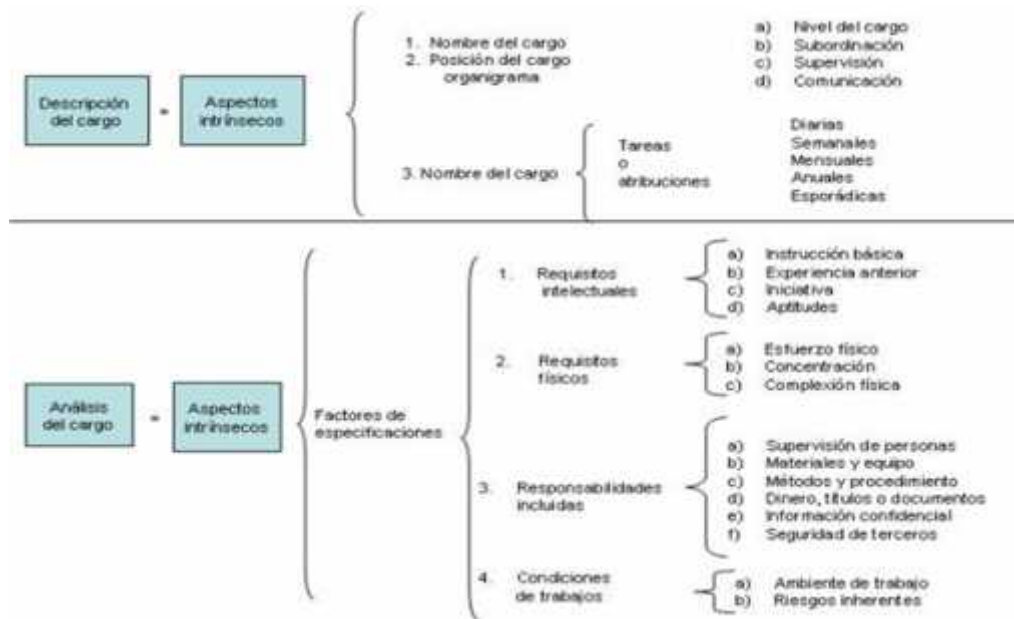 Descripción
del cargo
=
Aspectos
intrínsecos
1. Nombre del cargo
2. Posición del cargo
organigrama
a) Nivel del cargo
b) Subordinación
c) Supervisión
d) Comunicación
3. Nombre del cargo
Tareas
o
atribuciones
Diarias
Semanales
Mensuales
Anuales
Esporádicas
Análisis
del cargo
=
Aspectos
intrínsecos
Factores de
especificaciones
1. Requisitos
intelectuales
a) Instrucción básica
b) Experiencia anterior
c) Iniciativa
d) Aptitudes
2. Requisitos
físicos
a) Esfuerzo físico
b) Concentración
c) Complexión física
3. Responsabilidades
incluidas
a) Supervisión de personas
b) Materiales y equipo
c) Métodos y procedimiento
d) Dinero, títulos o documentos
e) Información confidencial
f) Seguridad de terceros
4. Condiciones
de trabajos
a) Ambiente de trabajo
b) Riesgos inherentes